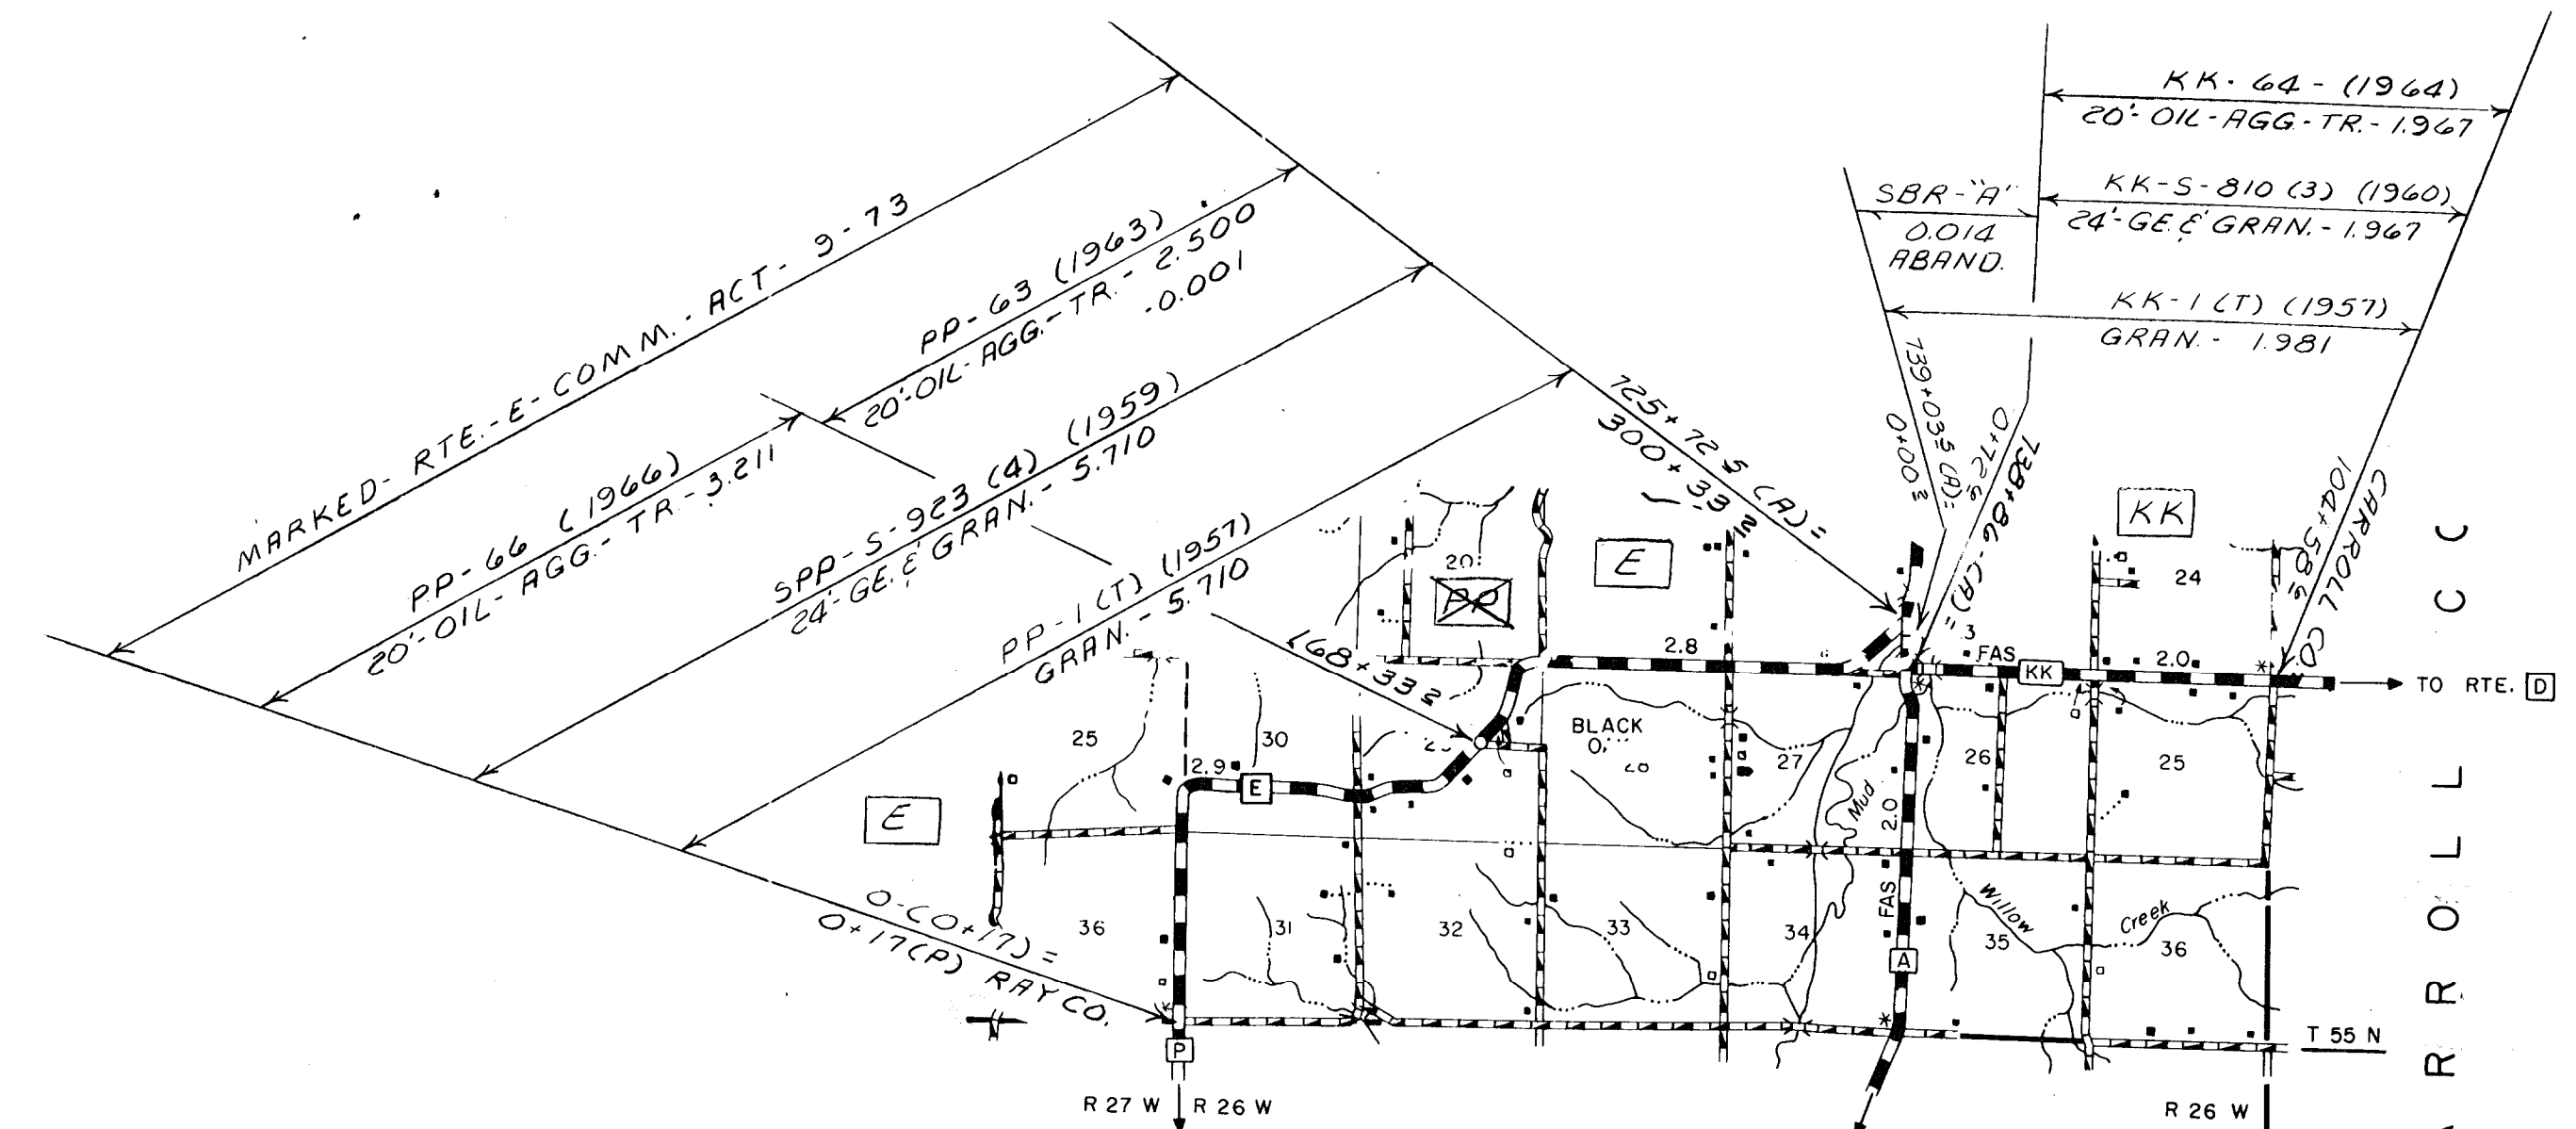 MARKED - RTE. - E - COMM. - ACT - 9 - 73
PP - 66 (1966)
20'-OIL - AGG. - TR - 3.211
PP - 63 (1963)
20'-OIL - AGG. - TR. - 2.500
-0.001
SPP - S - 923 (4) (1959)
24'-GE. & GRAN. - 5.710
PP - 1 (T) (1957)
GRAN. - 5.710
SBR - "A"
0.014
ABAND.
KK - 64 - (1964)
20'-OIL - AGG. - TR. - 1.967
KK - S - 810 (3) (1960)
24'-GE. & GRAN. - 1.967
KK - 1 (T) (1957)
GRAN. - 1.981
725 + 72 5 (A) =
300 + 33 2
739 + 03 5 (A) =
0 + 00 2
0 + 72 6
738 + 86 - (A) =
CARROLL CO.
104 + 58 6
168 + 33 2
0 - (0 + 17) =
0 + 17 (P) RAY CO.
E
PP
KK
20
24
2.8
3
FAS
KK
2.0
TO RTE. D
25
30
2.9
E
BLACK
27
26
25
E
Mud
2.0
FAS
36
31
32
33
34
A
35
36
Willow
Creek
P
T 55 N
R 27 W
R 26 W
R 26 W
A R R O L L C C